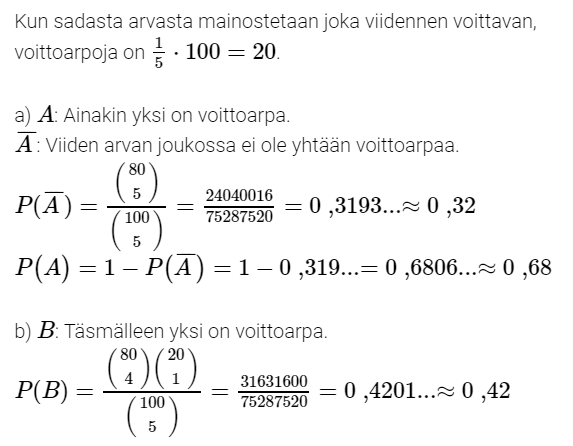 Kun sadasta arvasta mainostetaan joka viidennen voittavan,
voittoarpoja on 1/5 · 100 = 20.
a) A: Ainakin yksi on voittoarpa.
A̅: Viiden arvan joukossa ei ole yhtään voittoarpaa.
P(A̅) = (80 5)/(100 5) = 24040016/75287520 = 0 ,3193...≈ 0 ,32
P(A) = 1 − P(A̅) = 1 − 0 ,319...= 0 ,6806...≈ 0 ,68
b) B: Täsmälleen yksi on voittoarpa.
P(B) = (80 4)(20 1)/(100 5) = 31631600/75287520 = 0 ,4201...≈ 0 ,42